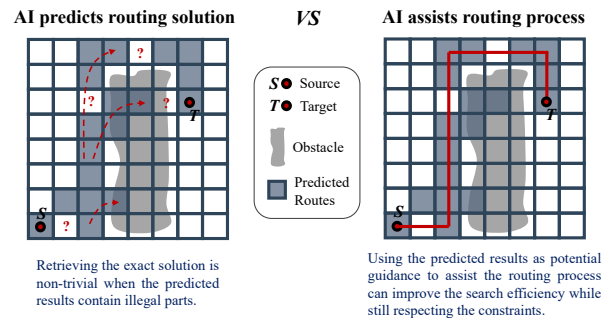 AI predicts routing solution
VS
AI assists routing process
?
?
?
T
S
?
S Source
T Target
Obstacle
Predicted
Routes
T
S
Retrieving the exact solution is
non-trivial when the predicted
results contain illegal parts.
Using the predicted results as potential
guidance to assist the routing process
can improve the search efficiency while
still respecting the constraints.